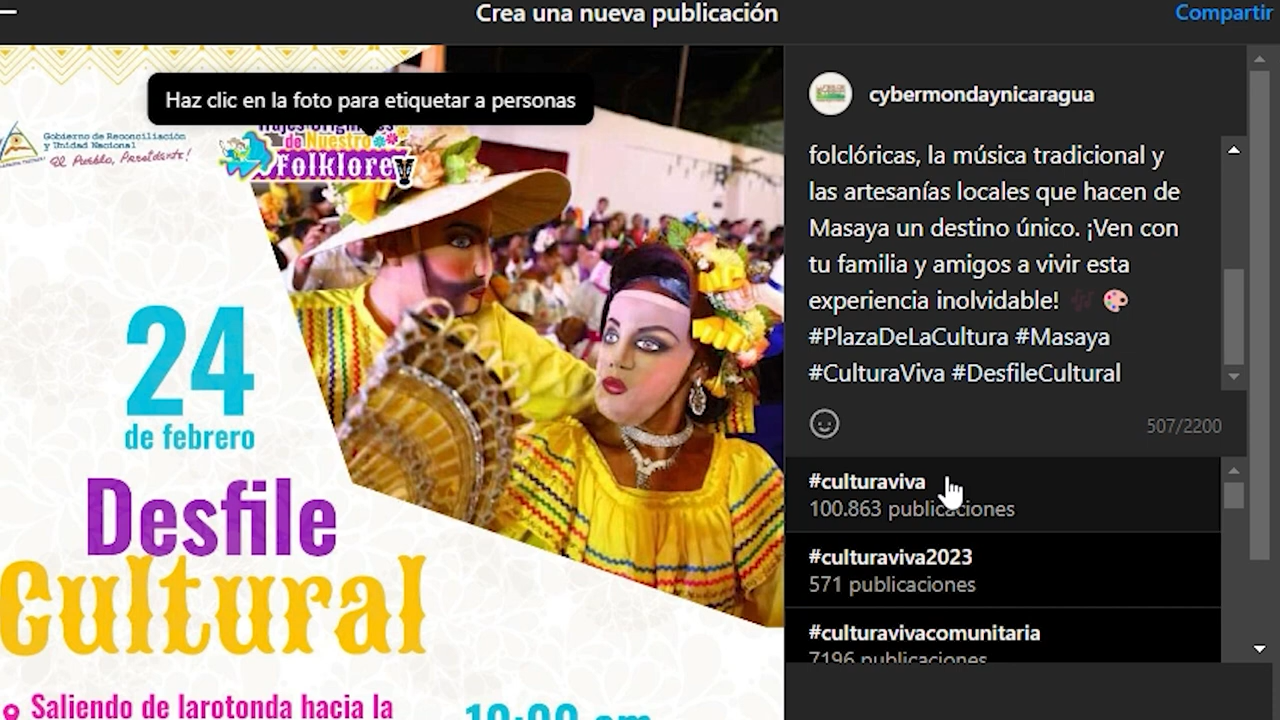 Crea una nueva publicación
Compartir
Haz clic en la foto para etiquetar a personas
Gobierno de Reconciliación
y Unidad Nacional
El Pueblo, Presidente!
de Nuestro
Folklore
24
de febrero
Desfile
Cultural
Saliendo de larotonda hacia la
cybermondaynicaragua
folclóricas, la música tradicional y
las artesanías locales que hacen de
Masaya un destino único. ¡Ven con
tu familia y amigos a vivir esta
experiencia inolvidable! 🎶 🎨
#PlazaDeLaCultura #Masaya
#CulturaViva #DesfileCultural
507/2200
#culturaviva
100.863 publicaciones
#culturaviva2023
571 publicaciones
#culturavivacomunitaria
7196 publicaciones